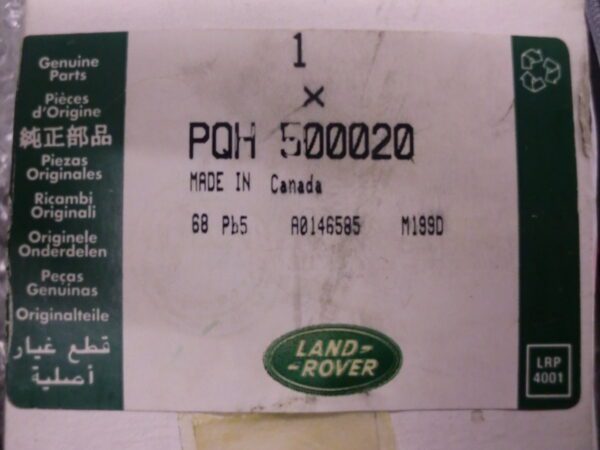 Genuine
Parts
Pièces
d'Origine
純正部品
Piezas
Originales
Ricambi
Originali
Originele
Onderdelen
Peças
Genuinas
Originalteile
قطع غيار
أصلية
1
×
PQH 500020
MADE IN Canada
68 Pb5 A0146585 M199D
LAND-
-ROVER
LRP
4001